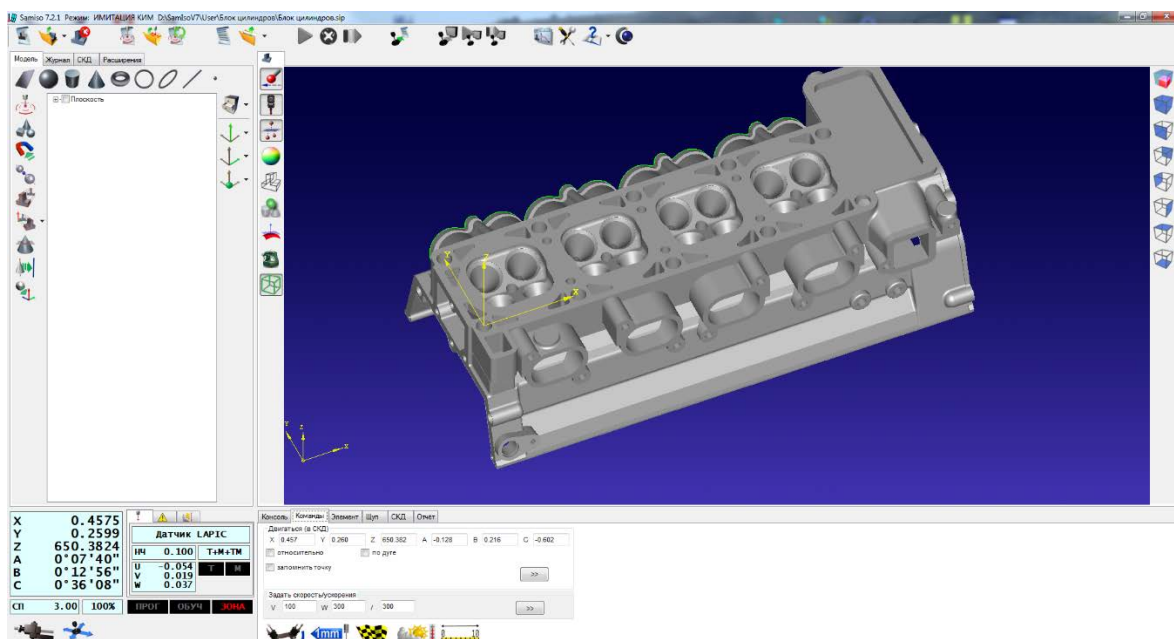 Samiso 7.2.1 Режим: ИМИТАЦИЯ КИМ D:\SamIsoV7\User\Блок цилиндров\Блок цилиндров.sip
Модель Журнал СКД Расширения
Плоскость
Z
Y
X
Y
Z
X
X 0.4575
Y 0.2599
Z 650.3824
A 0°07'40"
B 0°12'56"
C 0°36'08"
СП 3.00 100%
Датчик LAPIC
НЧ 0.100 T+M+TM
U -0.054
V 0.019
W 0.037
T M
ПРОГ ОБУЧ ЗОНА
Консоль Команды Элемент Щуп СКД Отчет
Двигаться (в СКД)
X 0.457 Y 0.260 Z 650.382 A -0.128 B 0.216 C -0.602
относительно по дуге
запомнить точку
>>
Задать скорость/ускорения
V 100 W 300 / 300 >>
1mm